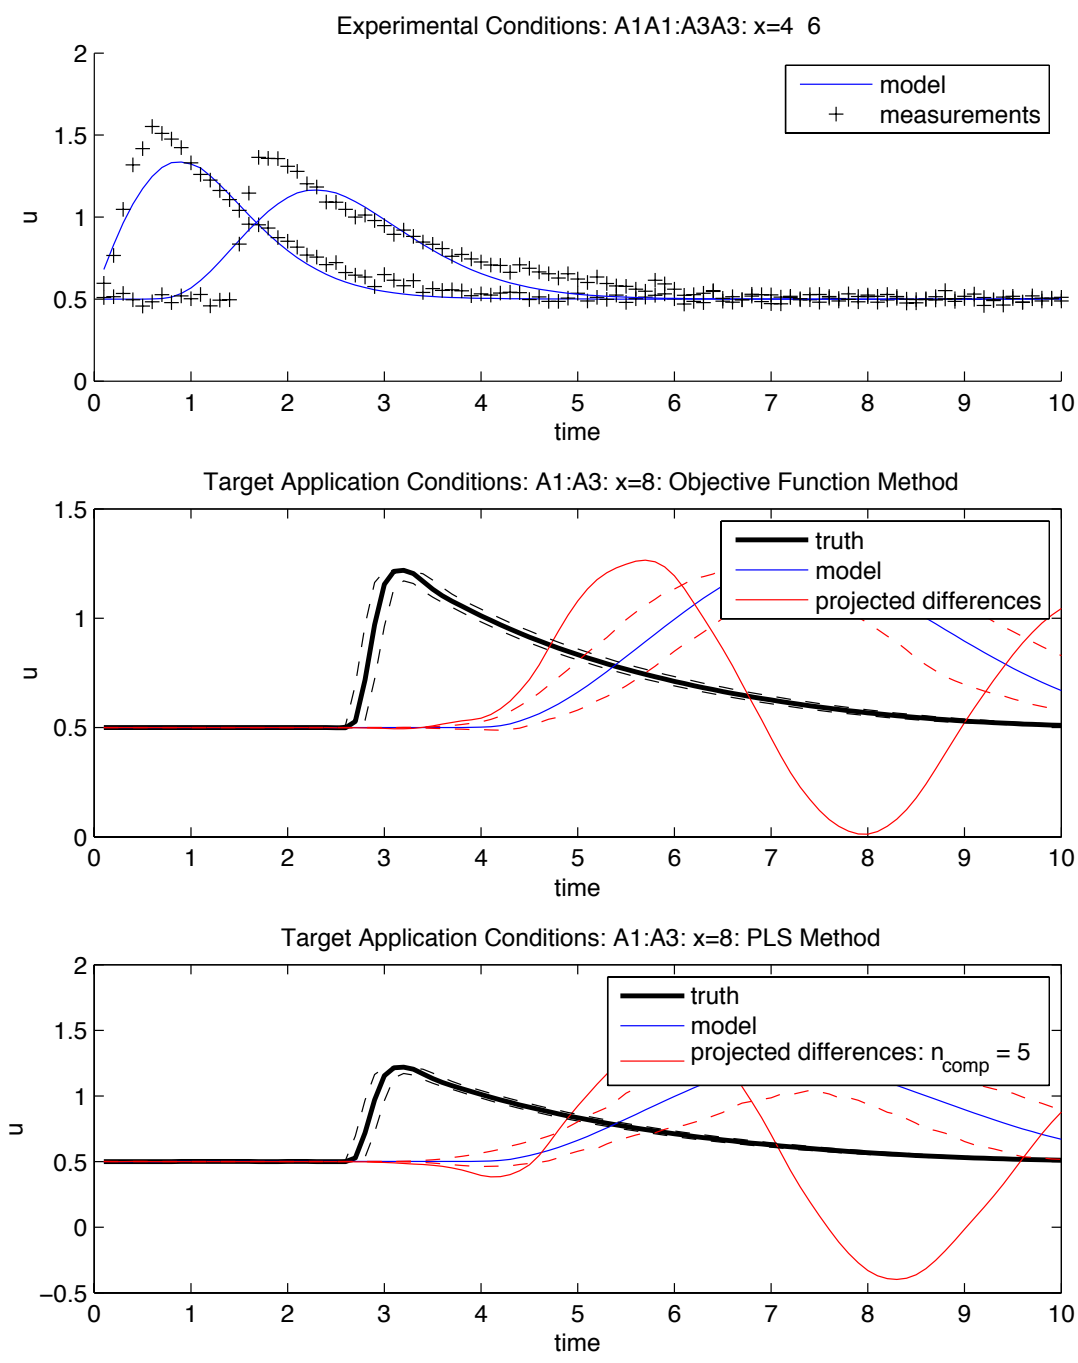 Experimental Conditions: A1A1:A3A3: x=4 6
2
1.5
1
0.5
0
u
model
measurements
0 1 2 3 4 5 6 7 8 9 10
time
Target Application Conditions: A1:A3: x=8: Objective Function Method
1.5
1
0.5
0
u
truth
model
projected differences
0 1 2 3 4 5 6 7 8 9 10
time
Target Application Conditions: A1:A3: x=8: PLS Method
2
1.5
1
0.5
0
−0.5
u
truth
model
projected differences: n_comp = 5
0 1 2 3 4 5 6 7 8 9 10
time